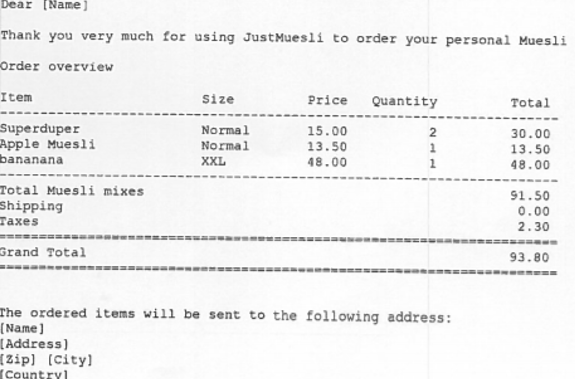 Dear [Name]
Thank you very much for using JustMuesli to order your personal Muesli
Order overview
Item Size Price Quantity Total
--------------------------------------------------------------------
Superduper Normal 15.00 2 30.00
Apple Muesli Normal 13.50 1 13.50
bananana XXL 48.00 1 48.00
--------------------------------------------------------------------
Total Muesli mixes 91.50
Shipping 0.00
Taxes 2.30
====================================================================
Grand Total 93.80
====================================================================
The ordered items will be sent to the following address:
[Name]
[Address]
[Zip] [City]
[Country]